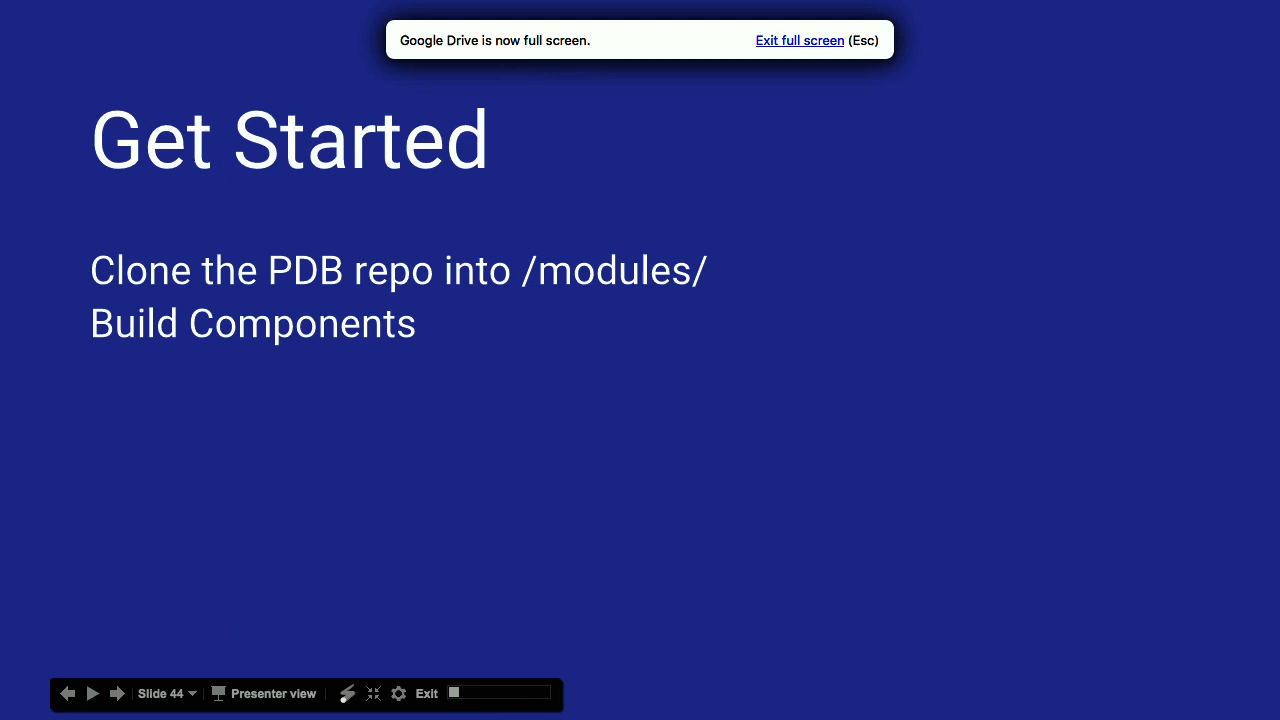 Google Drive is now full screen. Exit full screen (Esc)
Get Started
Clone the PDB repo into /modules/
Build Components
Slide 44 Presenter view Exit